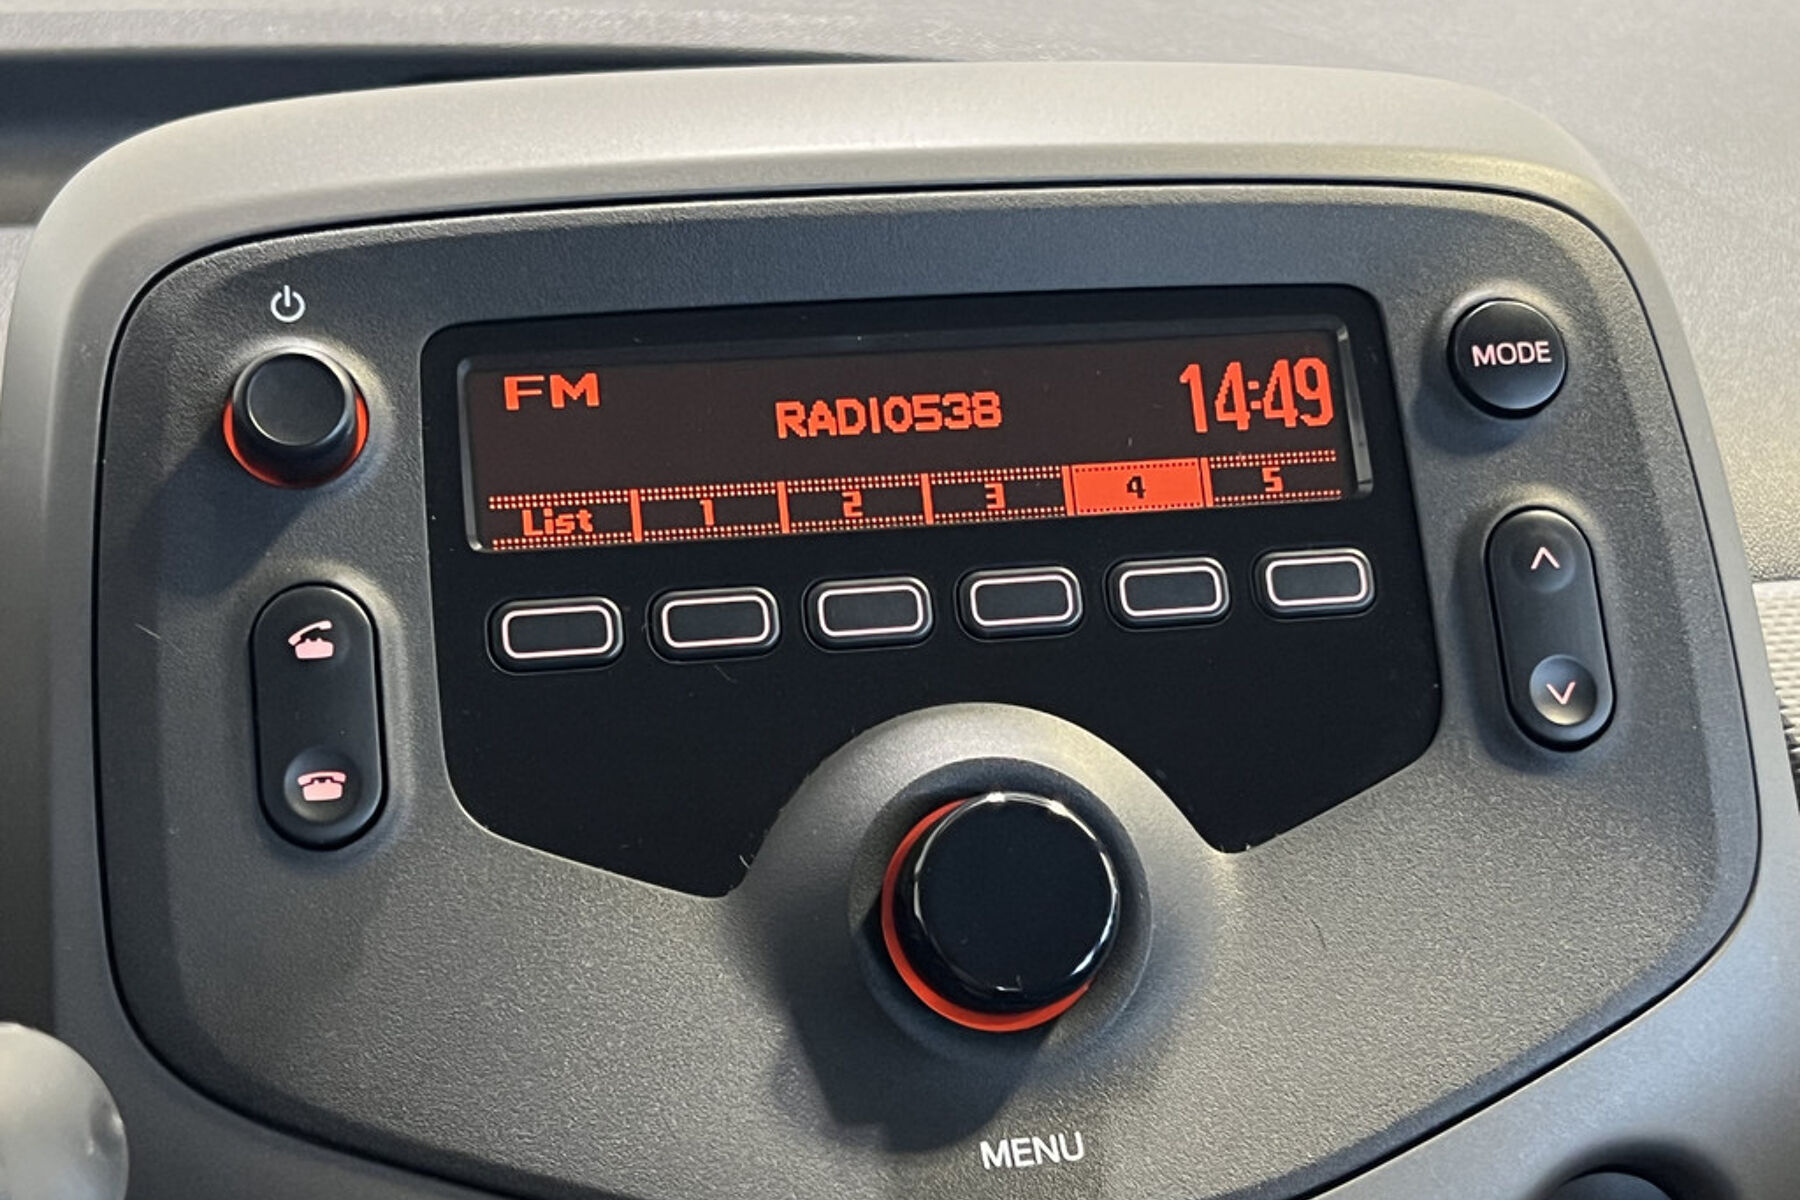 FM
RADIO538
14:49
MODE
List 1 2 3 4 5
MENU